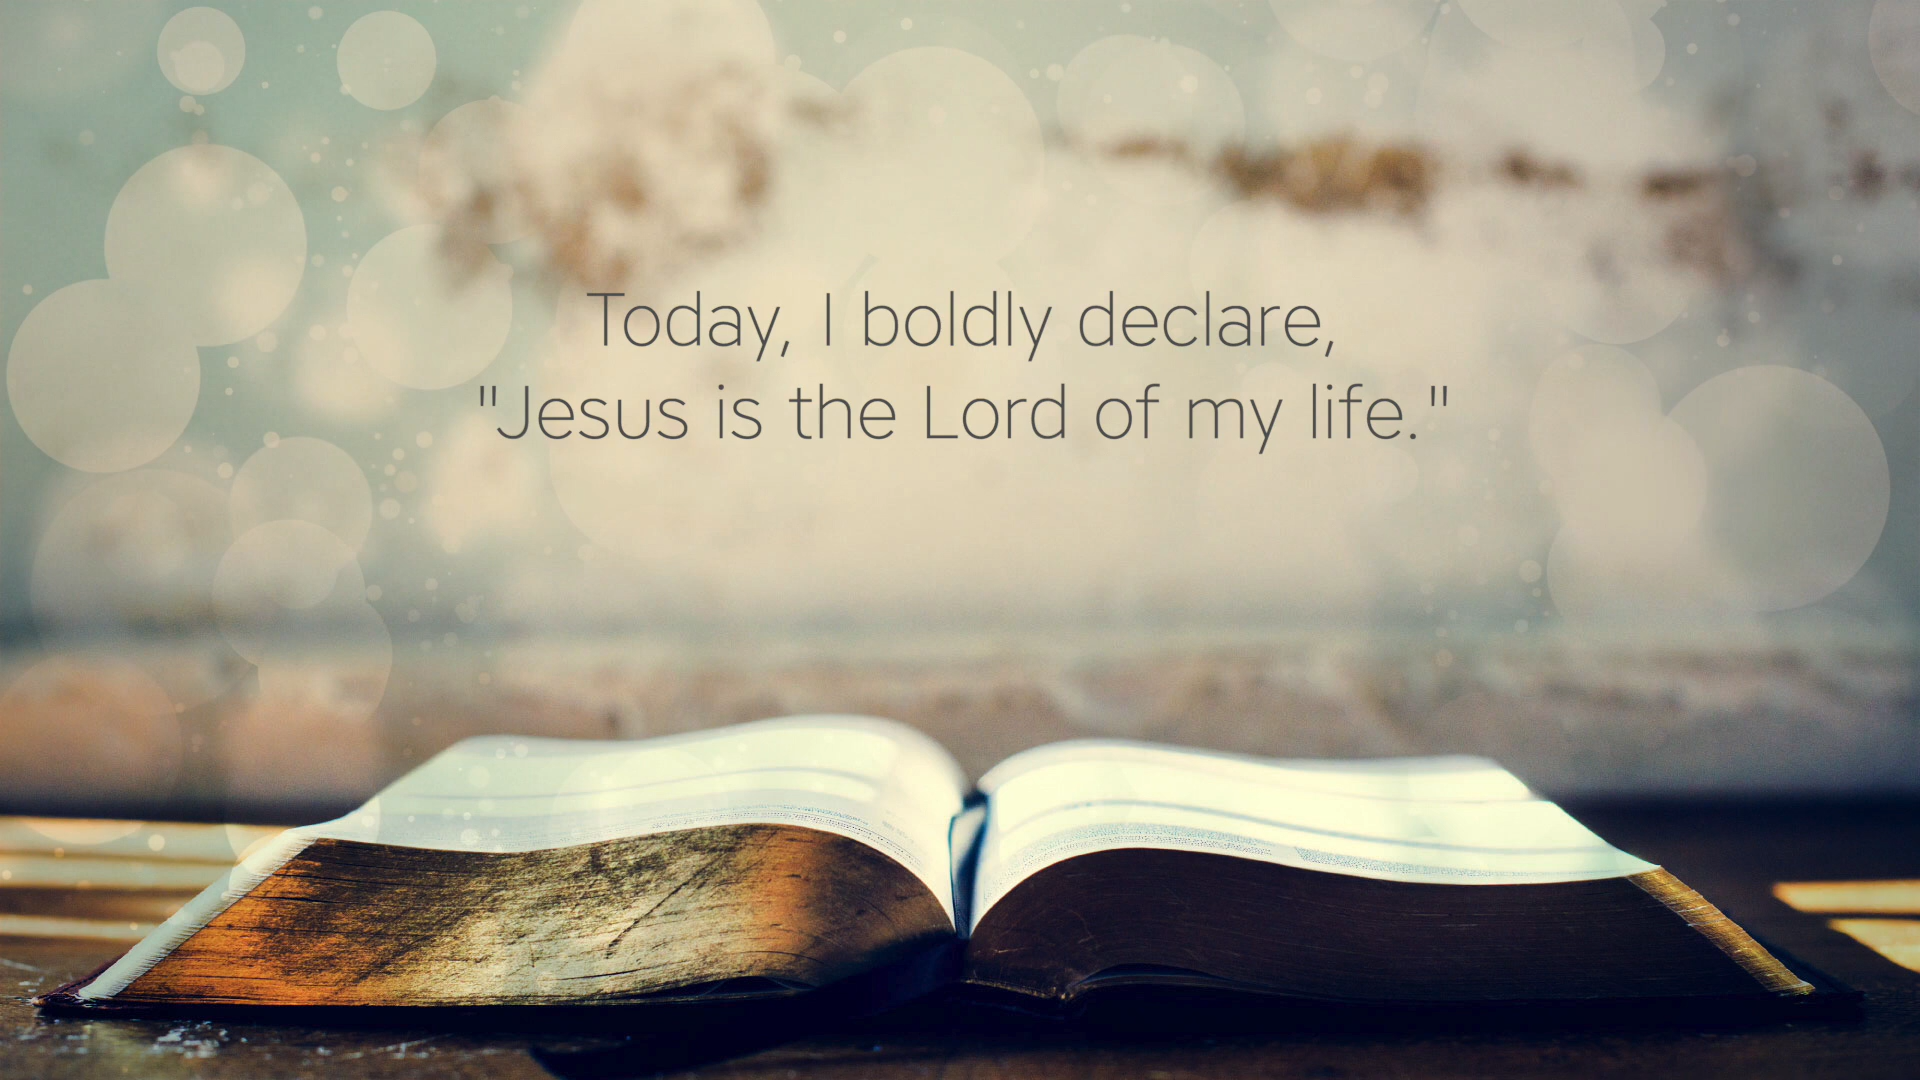 Today, I boldly declare,
"Jesus is the Lord of my life."